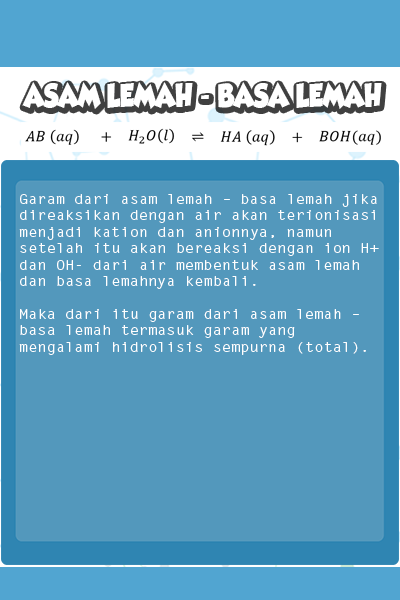 ASAM LEMAH - BASA LEMAH
AB (aq) + H₂O(l) ⇌ HA (aq) + BOH(aq)
Garam dari asam lemah – basa lemah jika
direaksikan dengan air akan terionisasi
menjadi kation dan anionnya, namun
setelah itu akan bereaksi dengan ion H+
dan OH- dari air membentuk asam lemah
dan basa lemahnya kembali.
Maka dari itu garam dari asam lemah –
basa lemah termasuk garam yang
mengalami hidrolisis sempurna (total).